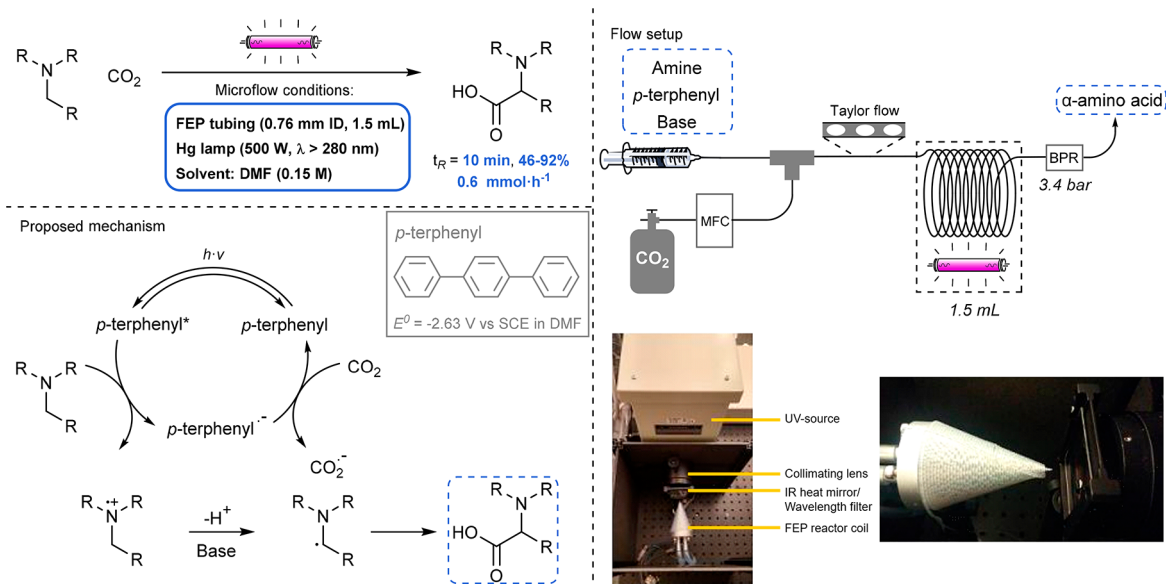 R
R
N
R
CO2
Microflow conditions:
FEP tubing (0.76 mm ID, 1.5 mL)
Hg lamp (500 W, λ > 280 nm)
Solvent: DMF (0.15 M)
R
R
N
HO
R
O
tR = 10 min, 46-92%
0.6 mmol·h-1
Proposed mechanism
h·ν
p-terphenyl*
p-terphenyl
R
R
N
R
CO2
p-terphenyl·-
CO2·-
R
·+
R
N
R
-H+
Base
R
R
N
·
R
R
R
N
HO
R
O
p-terphenyl
E0 = -2.63 V vs SCE in DMF
Flow setup
Amine
p-terphenyl
Base
Taylor flow
α-amino acid
BPR
3.4 bar
MFC
CO2
1.5 mL
UV-source
Collimating lens
IR heat mirror/
Wavelength filter
FEP reactor coil